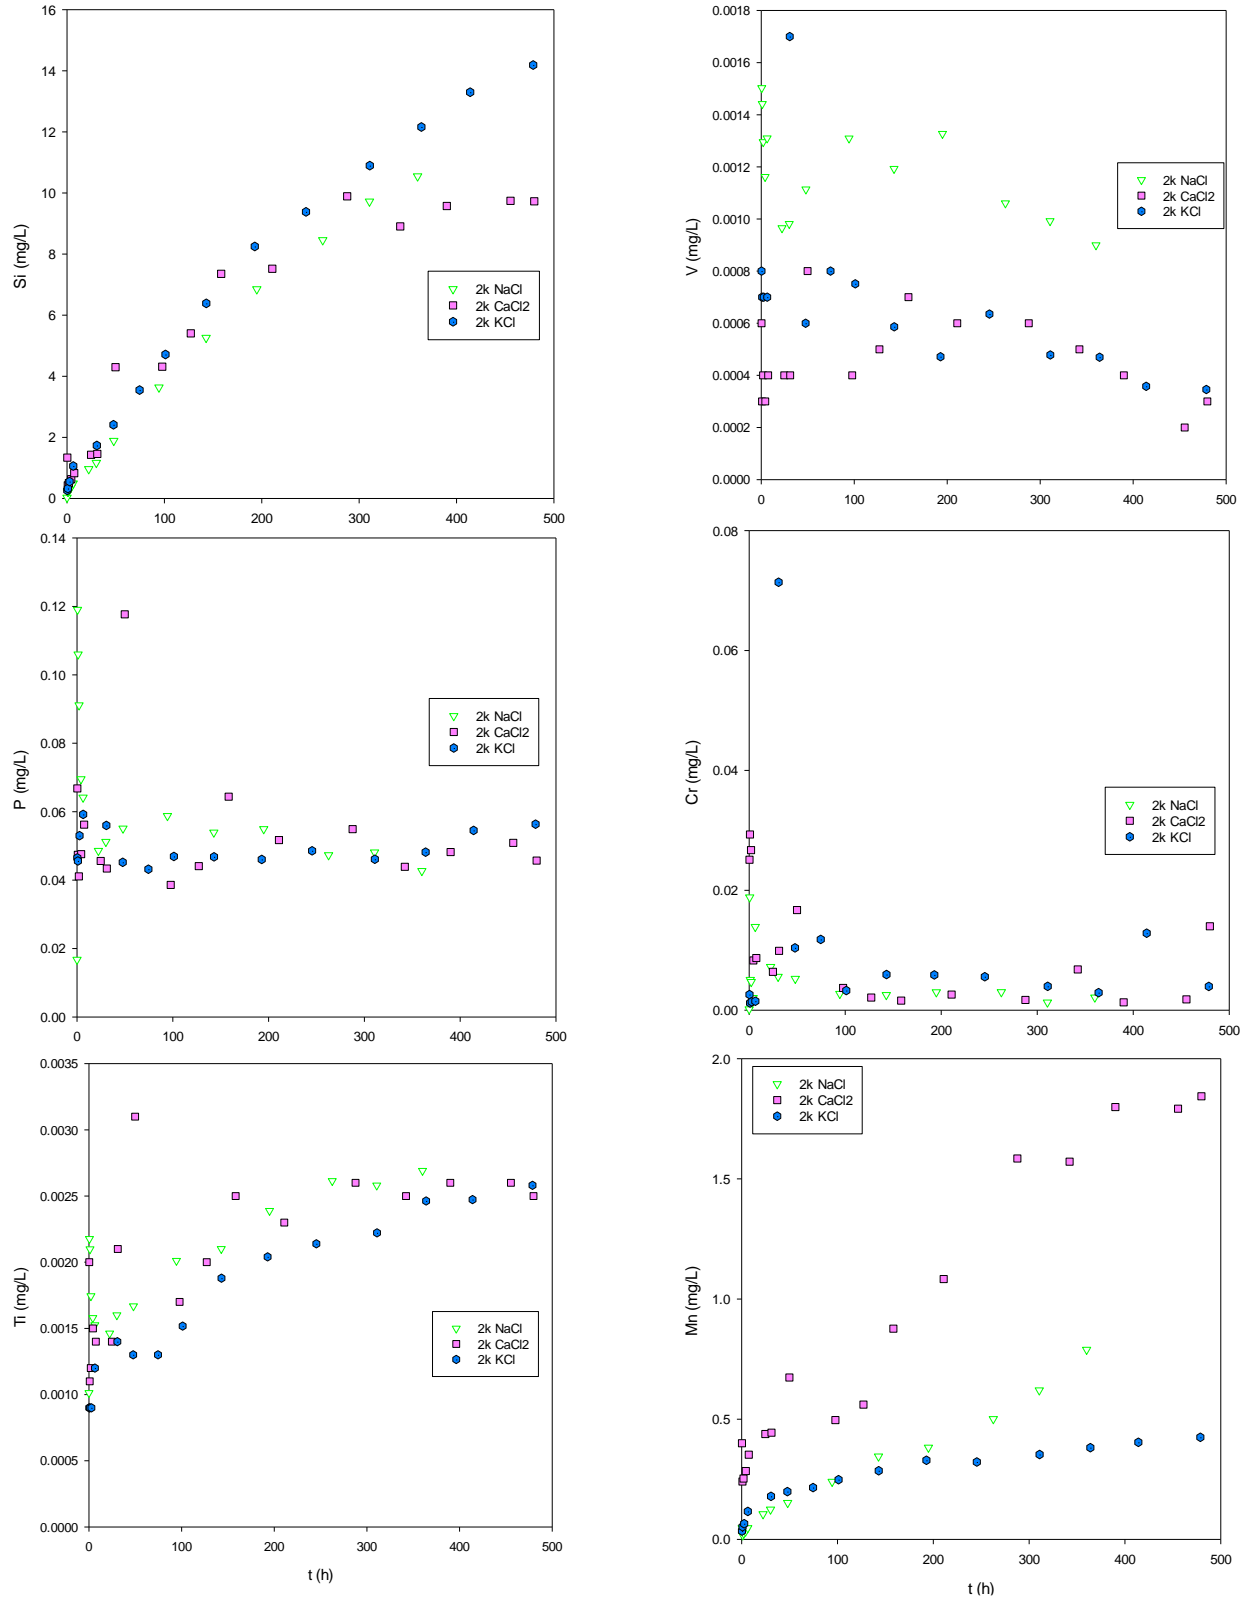 16
14
12
10
8
6
4
2
0
Si (mg/L)
2k NaCl
2k CaCl2
2k KCl
0 100 200 300 400 500
0.0018
0.0016
0.0014
0.0012
0.0010
0.0008
0.0006
0.0004
0.0002
0.0000
V (mg/L)
2k NaCl
2k CaCl2
2k KCl
0 100 200 300 400 500
0.14
0.12
0.10
0.08
0.06
0.04
0.02
0.00
P (mg/L)
2k NaCl
2k CaCl2
2k KCl
0 100 200 300 400 500
0.08
0.06
0.04
0.02
0.00
Cr (mg/L)
2k NaCl
2k CaCl2
2k KCl
0 100 200 300 400 500
0.0035
0.0030
0.0025
0.0020
0.0015
0.0010
0.0005
0.0000
Ti (mg/L)
2k NaCl
2k CaCl2
2k KCl
0 100 200 300 400 500
t (h)
2.0
1.5
1.0
0.5
0.0
Mn (mg/L)
2k NaCl
2k CaCl2
2k KCl
0 100 200 300 400 500
t (h)